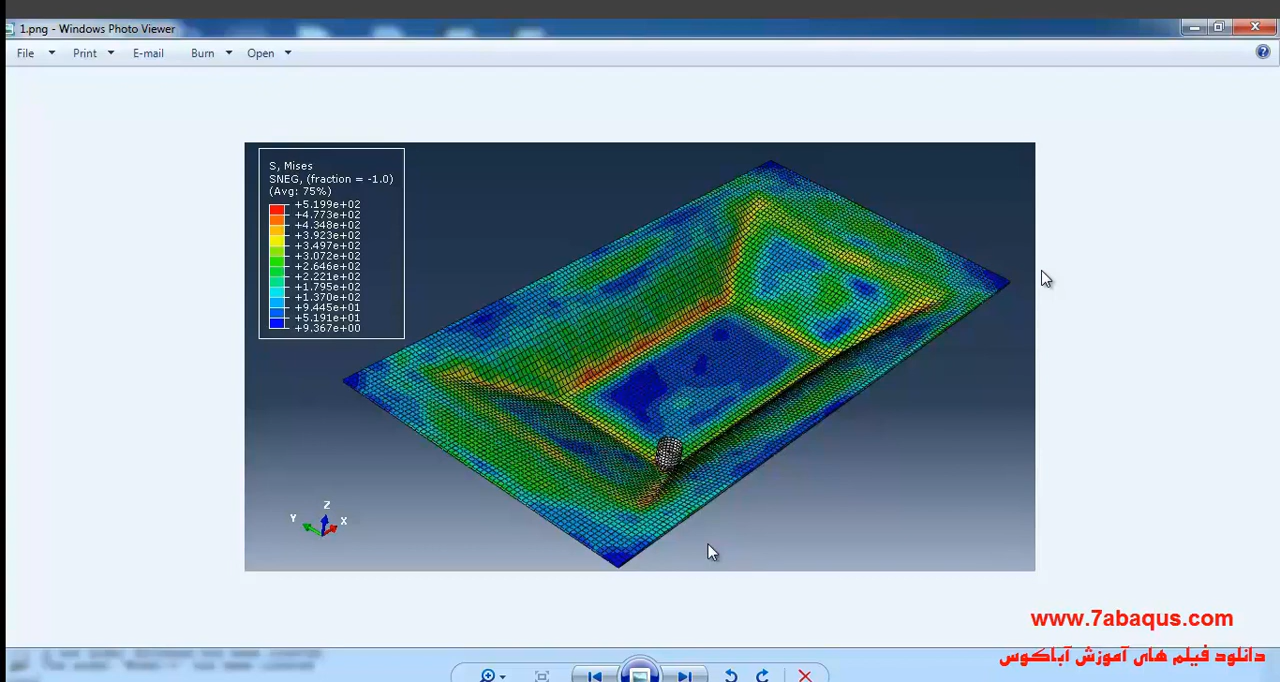 1.png - Windows Photo Viewer
File Print E-mail Burn Open
S, Mises
SNEG, (fraction = -1.0)
(Avg: 75%)
+5.199e+02
+4.773e+02
+4.348e+02
+3.923e+02
+3.497e+02
+3.072e+02
+2.646e+02
+2.221e+02
+1.795e+02
+1.370e+02
+9.445e+01
+5.191e+01
+9.367e+00
Z
Y X
www.7abaqus.com
دانلود فیلم های آموزش آباکوس